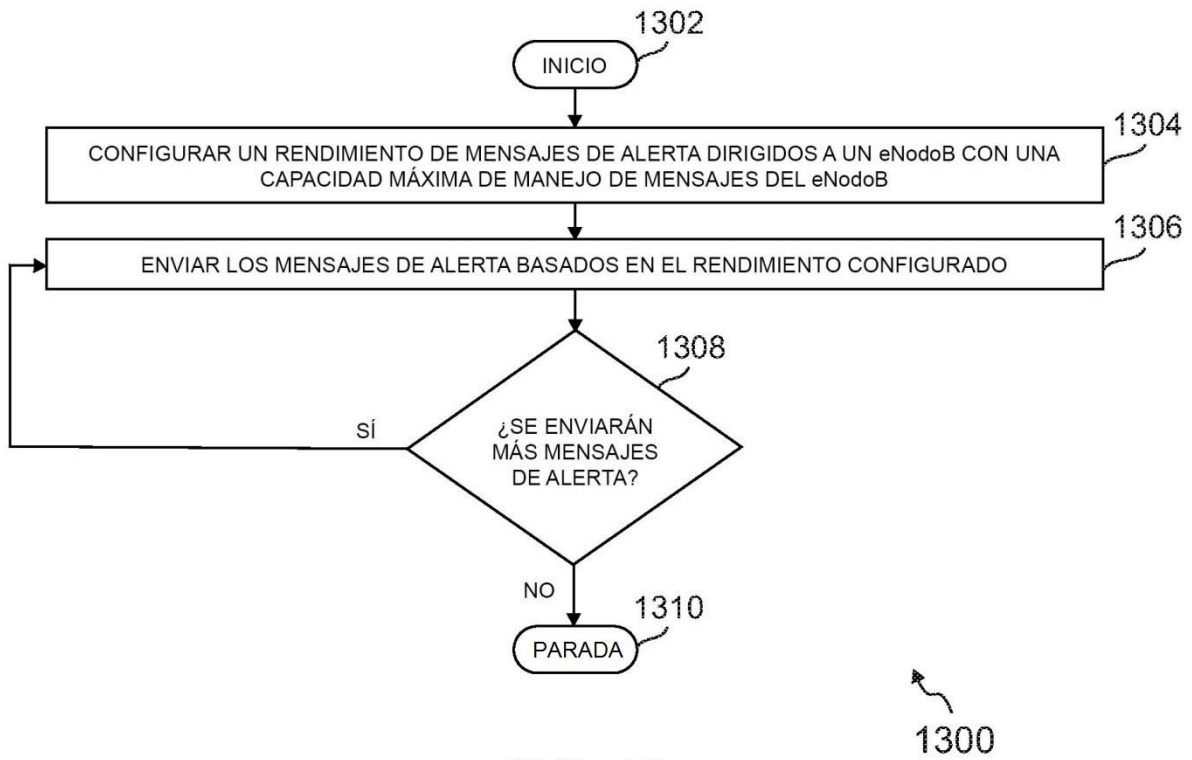 1302
INICIO
1304
CONFIGURAR UN RENDIMIENTO DE MENSAJES DE ALERTA DIRIGIDOS A UN eNodoB CON UNA
CAPACIDAD MÁXIMA DE MANEJO DE MENSAJES DEL eNodoB
1306
ENVIAR LOS MENSAJES DE ALERTA BASADOS EN EL RENDIMIENTO CONFIGURADO
1308
¿SE ENVIARÁN
MÁS MENSAJES
DE ALERTA?
SÍ
NO
1310
PARADA
1300